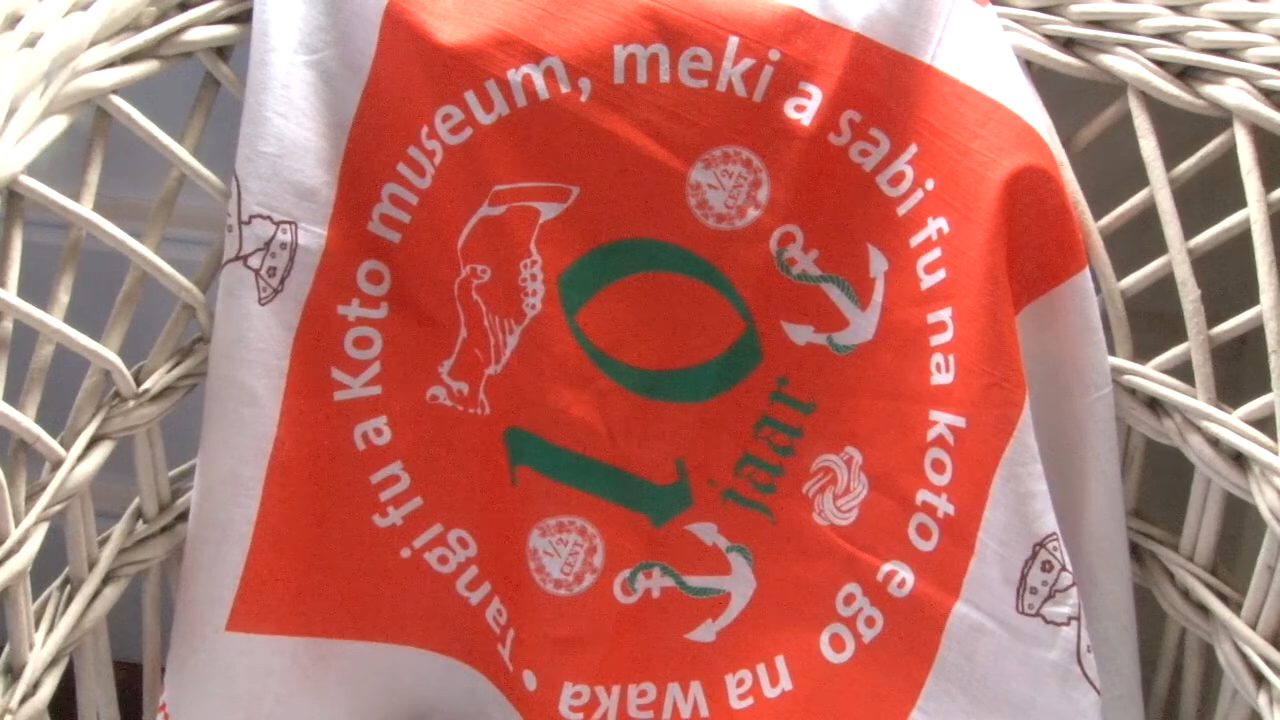 Tangi fu a Koto museum, meki a sabi fu na koto e go na waka •
10
jaar
1/2
CENT
1/2
CENT